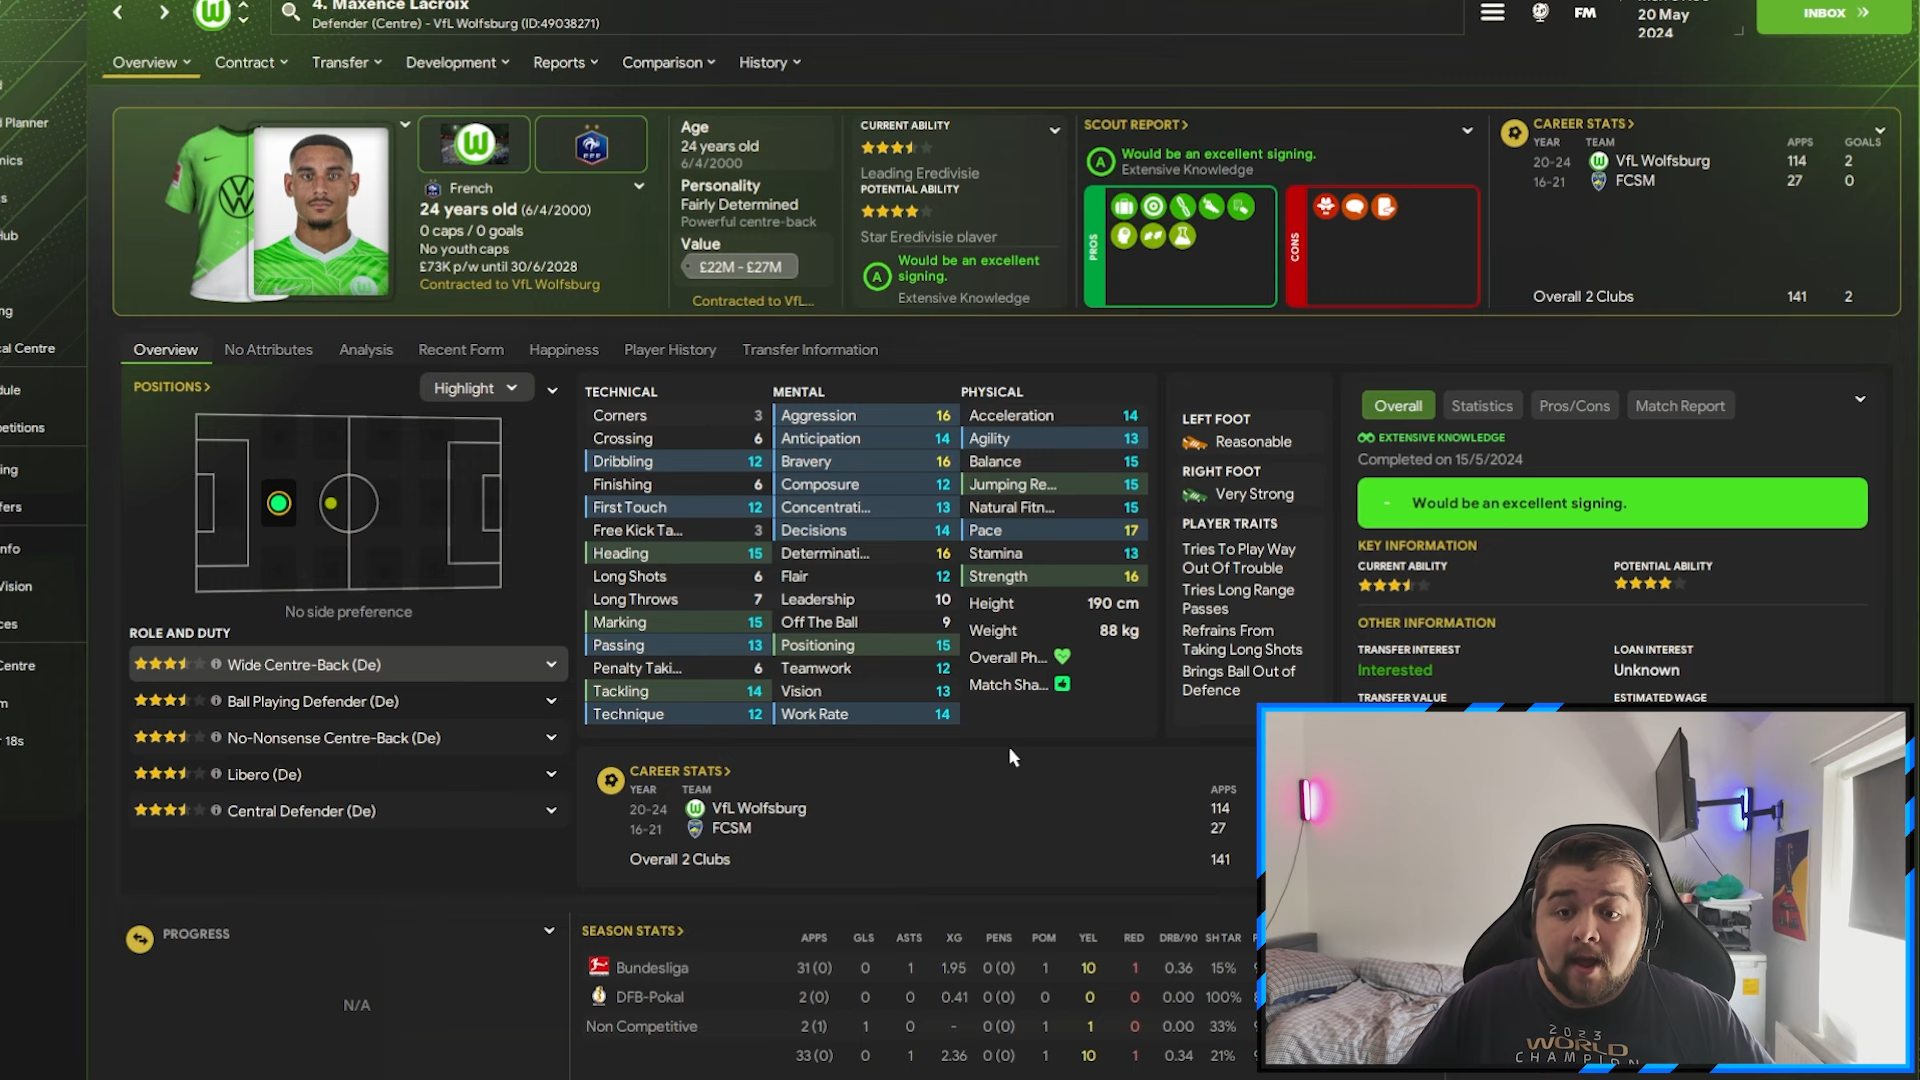 4. Maxence Lacroix
Defender (Centre) - VfL Wolfsburg (ID:49038271)
FM
20 May
2024
INBOX
Overview
Contract
Transfer
Development
Reports
Comparison
History
Planner
French
24 years old (6/4/2000)
0 caps / 0 goals
No youth caps
£73K p/w until 30/6/2028
Contracted to VfL Wolfsburg
Age
24 years old
6/4/2000
Personality
Fairly Determined
Powerful centre-back
Value
£22M - £27M
Contracted to VfL...
CURRENT ABILITY
Leading Eredivisie
POTENTIAL ABILITY
Star Eredivisie player
A Would be an excellent signing.
Extensive Knowledge
SCOUT REPORT>
A Would be an excellent signing.
Extensive Knowledge
PROS
CONS
CAREER STATS>
YEAR TEAM APPS GOALS
20-24 VfL Wolfsburg 114 2
16-21 FCSM 27 0
Overall 2 Clubs 141 2
Overview
No Attributes
Analysis
Recent Form
Happiness
Player History
Transfer Information
POSITIONS>
Highlight
No side preference
ROLE AND DUTY
Wide Centre-Back (De)
Ball Playing Defender (De)
No-Nonsense Centre-Back (De)
Libero (De)
Central Defender (De)
TECHNICAL
Corners 3
Crossing 6
Dribbling 12
Finishing 6
First Touch 12
Free Kick Ta... 3
Heading 15
Long Shots 6
Long Throws 7
Marking 15
Passing 13
Penalty Taki... 6
Tackling 14
Technique 12
MENTAL
Aggression 16
Anticipation 14
Bravery 16
Composure 12
Concentrati... 13
Decisions 14
Determinati... 16
Flair 12
Leadership 10
Off The Ball 9
Positioning 15
Teamwork 12
Vision 13
Work Rate 14
PHYSICAL
Acceleration 14
Agility 13
Balance 15
Jumping Re... 15
Natural Fitn... 15
Pace 17
Stamina 13
Strength 16
Height 190 cm
Weight 88 kg
Overall Ph...
Match Sha...
LEFT FOOT
Reasonable
RIGHT FOOT
Very Strong
PLAYER TRAITS
Tries To Play Way
Out Of Trouble
Tries Long Range
Passes
Refrains From
Taking Long Shots
Brings Ball Out of
Defence
Overall
Statistics
Pros/Cons
Match Report
EXTENSIVE KNOWLEDGE
Completed on 15/5/2024
- Would be an excellent signing.
KEY INFORMATION
CURRENT ABILITY
POTENTIAL ABILITY
OTHER INFORMATION
TRANSFER INTEREST
Interested
LOAN INTEREST
Unknown
TRANSFER VALUE
ESTIMATED WAGE
CAREER STATS>
YEAR TEAM APPS
20-24 VfL Wolfsburg 114
16-21 FCSM 27
Overall 2 Clubs 141
PROGRESS
N/A
SEASON STATS> APPS GLS ASTS XG PENS POM YEL RED DRB/90 SH TAR
Bundesliga 31(0) 0 1 1.95 0(0) 1 10 1 0.36 15%
DFB-Pokal 2(0) 0 0 0.41 0(0) 0 0 0 0.00 100%
Non Competitive 2(1) 1 0 - 0(0) 1 1 0 0.00 33%
33(0) 0 1 2.36 0(0) 1 10 1 0.34 21%
2023
WORLD
CHAMPION